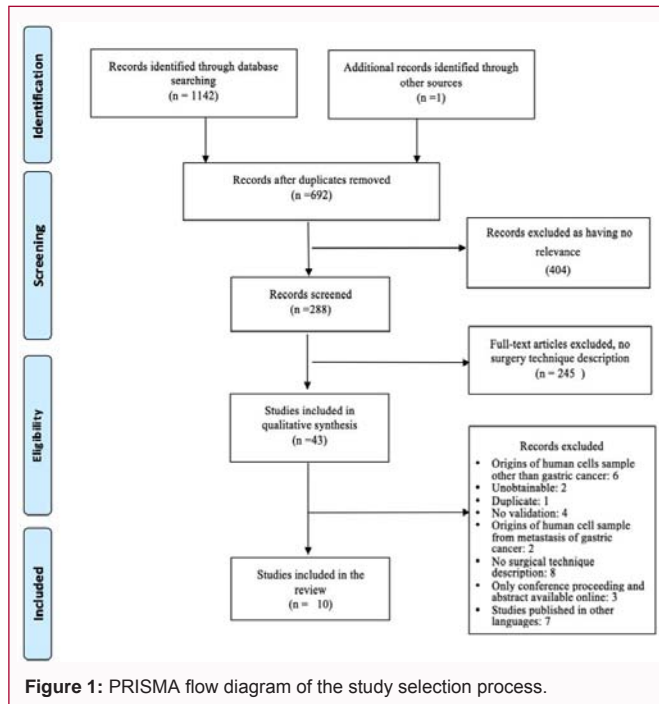 Identification
Records identified through database
searching
(n = 1142)
Additional records identified through
other sources
(n =1)
Screening
Records after duplicates removed
(n =692)
Records excluded as having no
relevance
(404)
Records screened
(n =288)
Full-text articles excluded, no
surgery technique description
(n = 245 )
Eligibility
Studies included in
qualitative synthesis
(n =43)
Records excluded
• Origins of human cells sample
other than gastric cancer: 6
• Unobtainable: 2
• Duplicate: 1
• No validation: 4
• Origins of human cell sample
from metastasis of gastric
cancer: 2
• No surgical technique
description: 8
• Only conference proceeding and
abstract available online: 3
• Studies published in other
languages: 7
Included
Studies included in the
review
(n = 10)
Figure 1: PRISMA flow diagram of the study selection process.